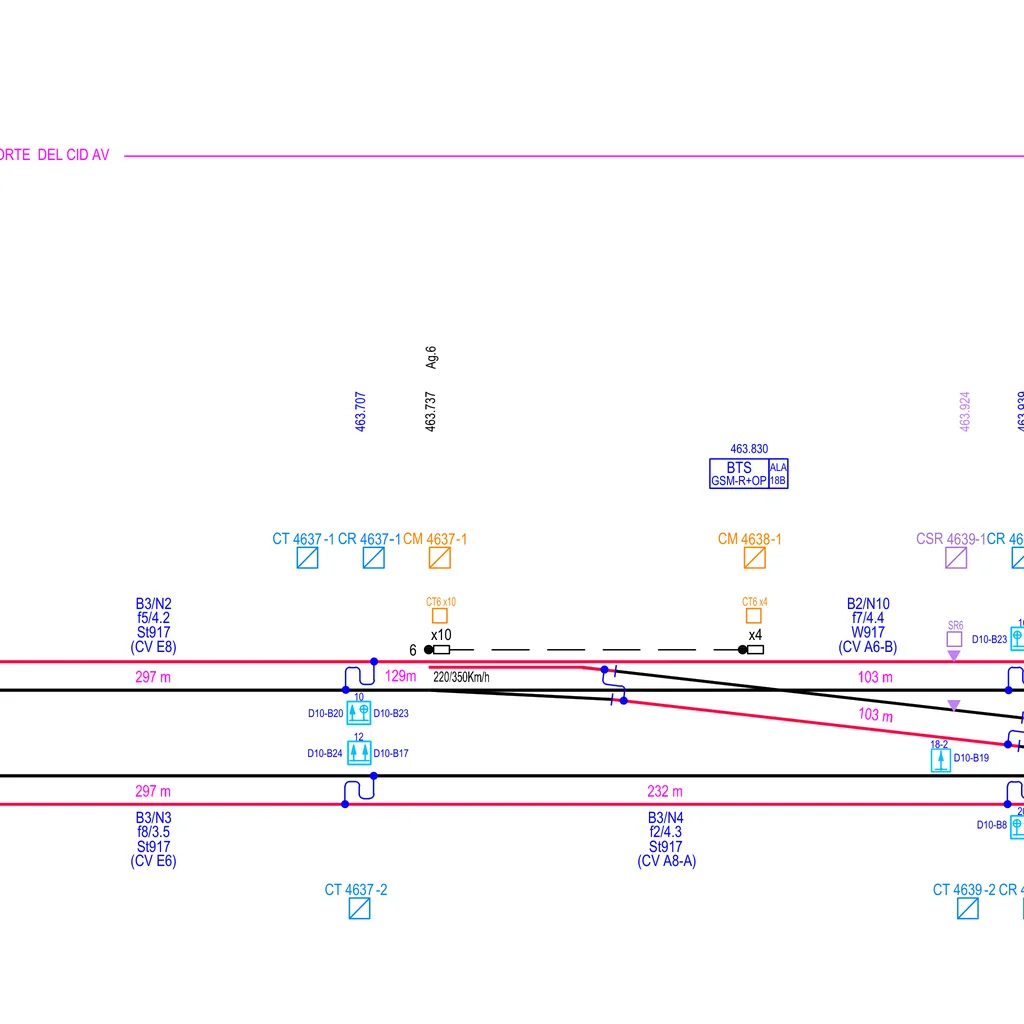 DEL CID AV
Ag.6
463.707
463.737
463.924
463.939
463.830
BTS
GSM-R+OP
ALA
18B
CT 4637-1
CR 4637-1
CM 4637-1
CM 4638-1
CSR 4639-1
CR 46
CT6 x10
CT6 x4
B3/N2
f5/4.2
St917
(CV E8)
B2/N10
f7/4.4
W917
(CV A6-B)
x10
x4
6
SR6
D10-B23
297 m
129m
220/350Km/h
103 m
10
D10-B20
D10-B23
103 m
12
D10-B24
D10-B17
18-2
D10-B19
297 m
232 m
B3/N3
f8/3.5
St917
(CV E6)
B3/N4
f2/4.3
St917
(CV A8-A)
D10-B8
CT 4637-2
CT 4639-2
CR